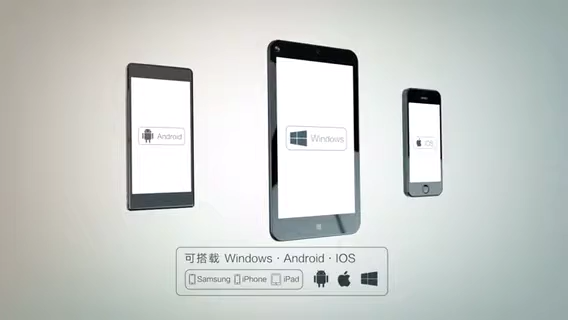 Android
Windows
iOS
可搭载 Windows · Android · IOS
Samsung iPhone iPad